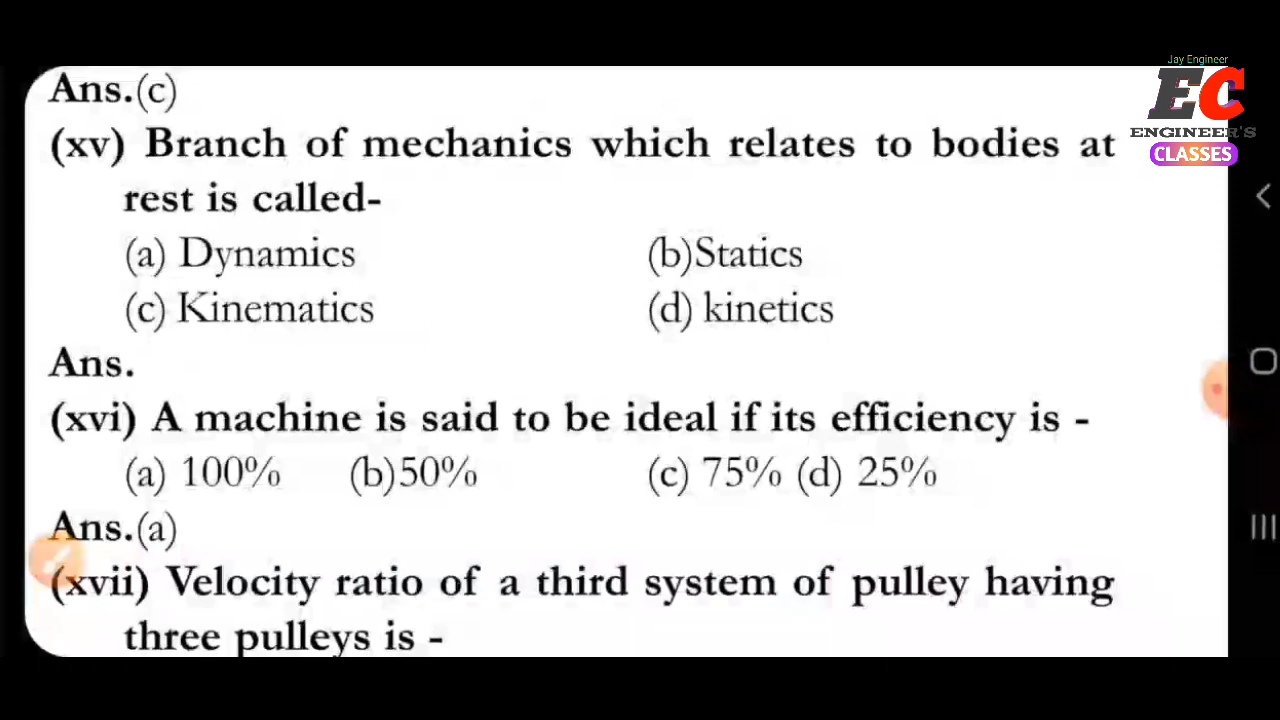 Jay Engineer
EC
ENGINEER'S
CLASSES
Ans.(c)
(xv) Branch of mechanics which relates to bodies at
rest is called-
(a) Dynamics (b)Statics
(c) Kinematics (d) kinetics
Ans.
(xvi) A machine is said to be ideal if its efficiency is -
(a) 100% (b)50% (c) 75% (d) 25%
Ans.(a)
(xvii) Velocity ratio of a third system of pulley having
three pulleys is -